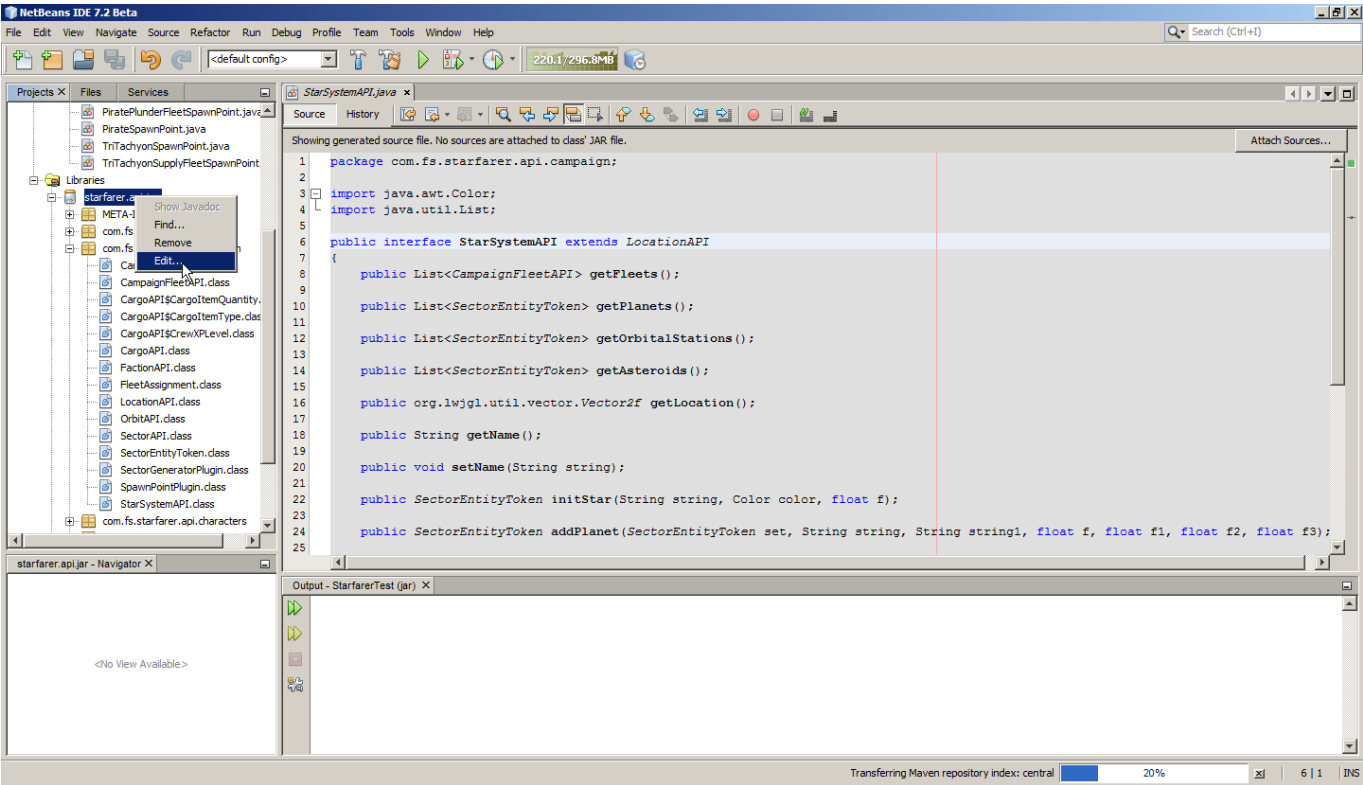 NetBeans IDE 7.2 Beta
File Edit View Navigate Source Refactor Run Debug Profile Team Tools Window Help
Search (Ctrl+I)
<default config>
220.1/296.8MB
Projects Files Services
PiratePlunderFleetSpawnPoint.java
PirateSpawnPoint.java
TriTachyonSpawnPoint.java
TriTachyonSupplyFleetSpawnPoint
Libraries
META-I
com.fs
com.fs
CampaignFleetAPI.class
CargoAPI$CargoItemQuantity.
CargoAPI$CargoItemType.clas
CargoAPI$CrewXPLevel.class
CargoAPI.class
FactionAPI.class
FleetAssignment.class
LocationAPI.class
OrbitAPI.class
SectorAPI.class
SectorEntityToken.class
SectorGeneratorPlugin.class
SpawnPointPlugin.class
StarSystemAPI.class
com.fs.starfarer.api.characters
Show Javadoc
Find...
Remove
Edit...
starfarer.api.jar - Navigator
<No View Available>
StarSystemAPI.java
Source History
Showing generated source file. No sources are attached to class' JAR file.
Attach Sources...
1 package com.fs.starfarer.api.campaign;
2
3 import java.awt.Color;
4 import java.util.List;
5
6 public interface StarSystemAPI extends LocationAPI
7 {
8 public List<CampaignFleetAPI> getFleets();
9
10 public List<SectorEntityToken> getPlanets();
11
12 public List<SectorEntityToken> getOrbitalStations();
13
14 public List<SectorEntityToken> getAsteroids();
15
16 public org.lwjgl.util.vector.Vector2f getLocation();
17
18 public String getName();
19
20 public void setName(String string);
21
22 public SectorEntityToken initStar(String string, Color color, float f);
23
24 public SectorEntityToken addPlanet(SectorEntityToken set, String string, String string1, float f, float f1, float f2, float f3);
25
Output - StarfarerTest (jar)
Transferring Maven repository index: central 20% 6|1 INS